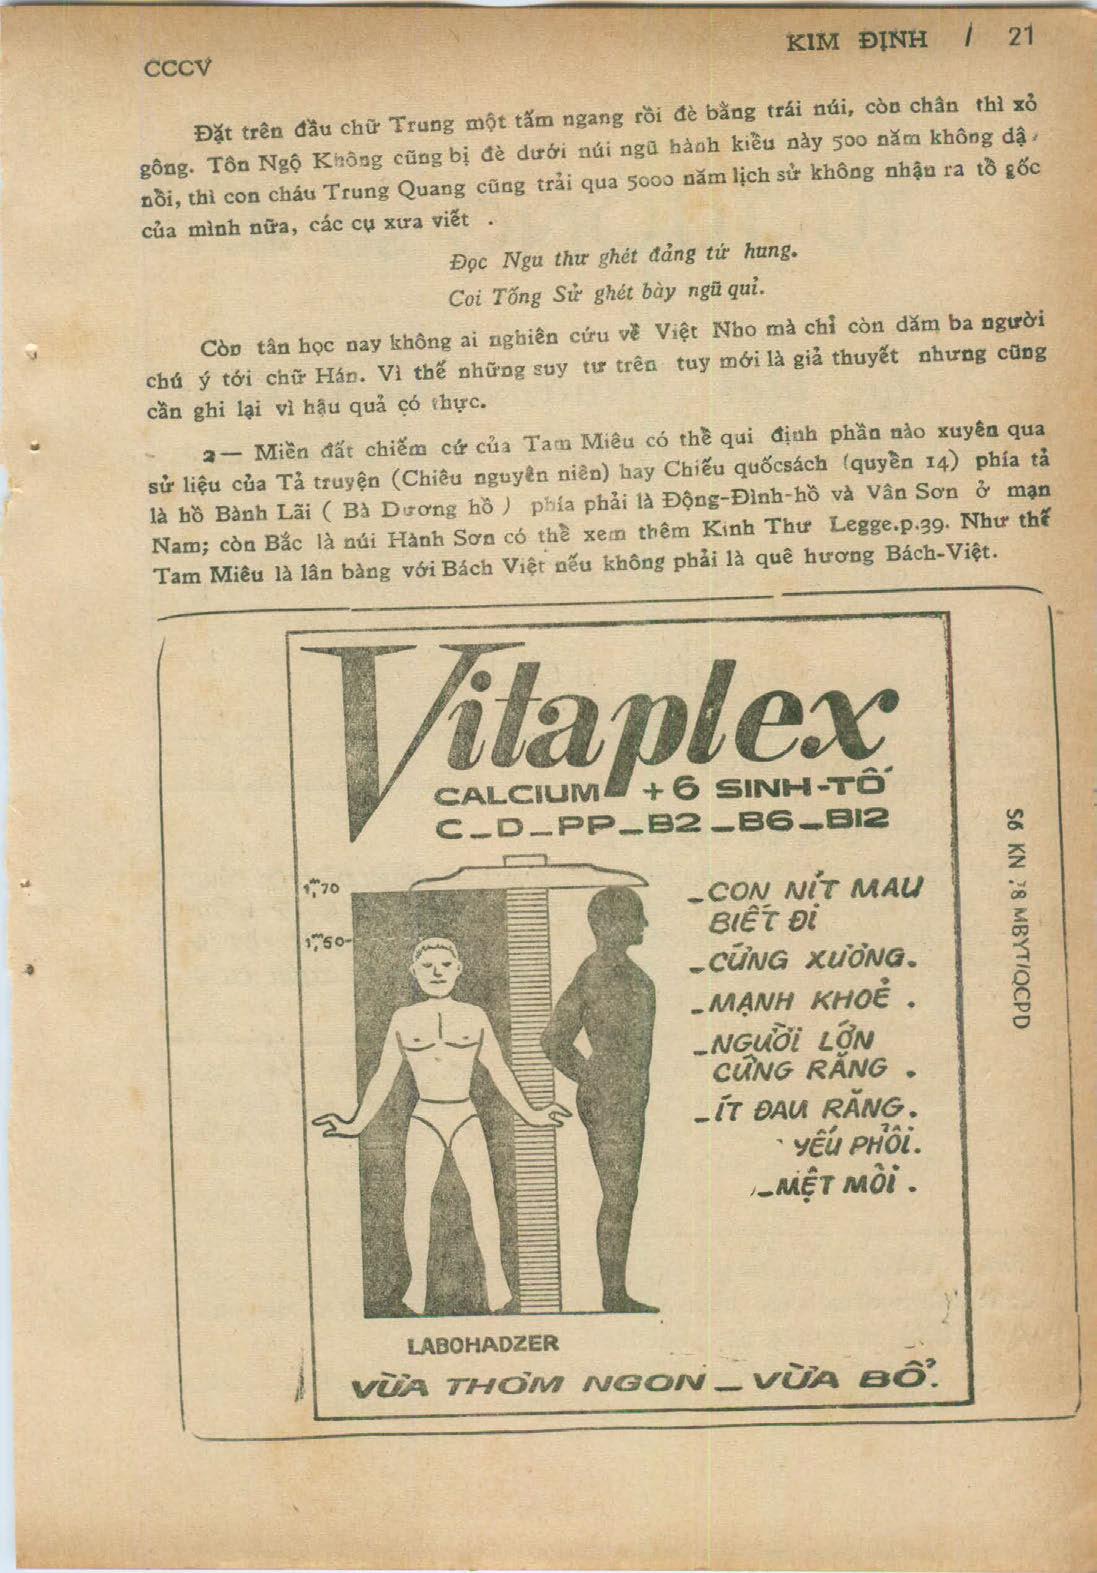 KIM ĐỊNH / 21
CCCV
Đặt trên đầu chữ Trung một tấm ngang rồi đè bằng trái núi, còn chân thì xỏ
gông. Tôn Ngộ Không cũng bị đè dưới núi ngũ hành kiểu này 500 năm không dậ
nồi, thì con cháu Trung Quang cũng trải qua 5000 năm lịch sử không nhận ra tổ gốc
của mình nữa, các cụ xưa viết .
Đọc Ngu thư ghét đảng tứ hung.
Coi Tống Sử ghét bày ngũ quỉ.
Còn tân học nay không ai nghiên cứu về Việt Nho mà chỉ còn dăm ba người
chú ý tới chữ Hán. Vì thế những suy tư trên tuy mới là giả thuyết nhưng cũng
cần ghi lại vì hậu quả có thực.
2— Miền đất chiếm cứ của Tam Miêu có thể qui định phần nào xuyên qua
sử liệu của Tả truyện (Chiêu nguyên niên) hay Chiếu quốcsách (quyền 14) phía tả
là hồ Bành Lãi ( Bà Dương hồ ) phía phải là Động-Đình-hồ và Vân Sơn ở mạn
Nam; còn Bắc là núi Hành Sơn có thể xem thêm Kinh Thư Legge.p.39. Như thế
Tam Miêu là lân bàng với Bách Việt nếu không phải là quê hương Bách-Việt.
Vitaplex
CALCIUM +6 SINH-TỐ
C_D_PP_B2_B6_B12
1m,70
1m,60-
_CON NÍT MAU
BIẾT ĐI
_CỨNG XƯƠNG.
_MẠNH KHOẺ .
_NGƯỜI LỚN
CỨNG RĂNG .
_ÍT ĐAU RĂNG.
YẾU PHỔI.
_MỆT MỎI .
LABOHADZER
VỪA THƠM NGON _ VỪA BỔ.
Số KN 78 MBYT/QCPD